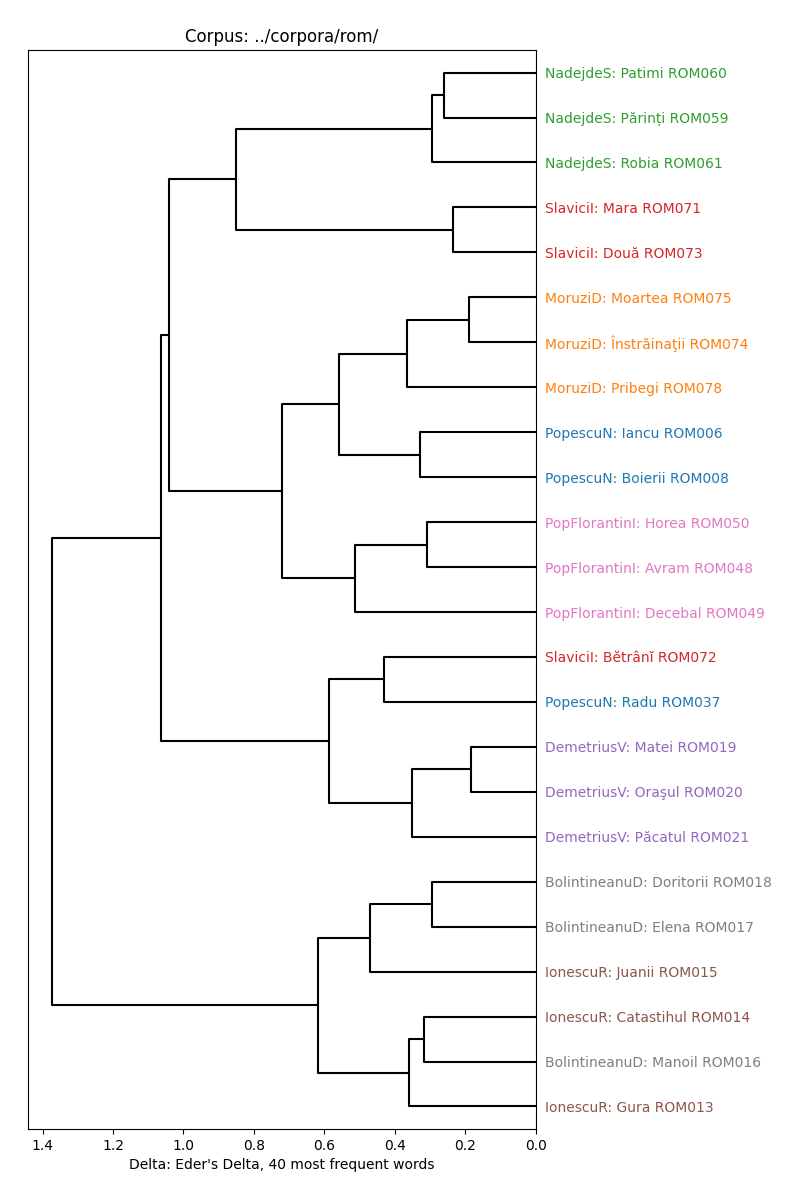 Corpus: ../corpora/rom/
NadejdeS: Patimi ROM060
NadejdeS: Părinți ROM059
NadejdeS: Robia ROM061
SlaviciI: Mara ROM071
SlaviciI: Două ROM073
MoruziD: Moartea ROM075
MoruziD: Înstrăinaţii ROM074
MoruziD: Pribegi ROM078
PopescuN: Iancu ROM006
PopescuN: Boierii ROM008
PopFlorantinI: Horea ROM050
PopFlorantinI: Avram ROM048
PopFlorantinI: Decebal ROM049
SlaviciI: Bĕtrânĭ ROM072
PopescuN: Radu ROM037
DemetriusV: Matei ROM019
DemetriusV: Oraşul ROM020
DemetriusV: Păcatul ROM021
BolintineanuD: Doritorii ROM018
BolintineanuD: Elena ROM017
IonescuR: Juanii ROM015
IonescuR: Catastihul ROM014
BolintineanuD: Manoil ROM016
IonescuR: Gura ROM013
1.4 1.2 1.0 0.8 0.6 0.4 0.2 0.0
Delta: Eder's Delta, 40 most frequent words